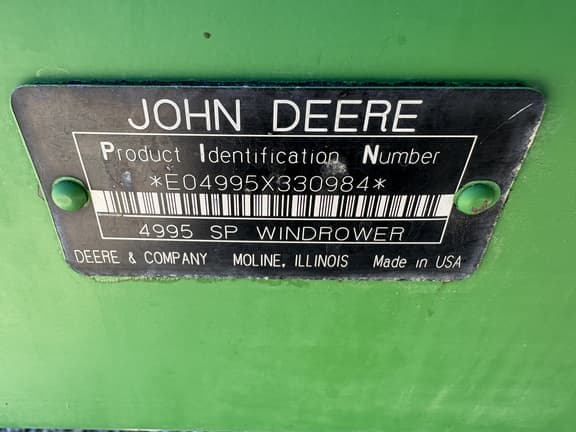 JOHN DEERE
Product Identification Number
*E04995X330984*
4995 SP WINDROWER
DEERE & COMPANY MOLINE, ILLINOIS Made in USA